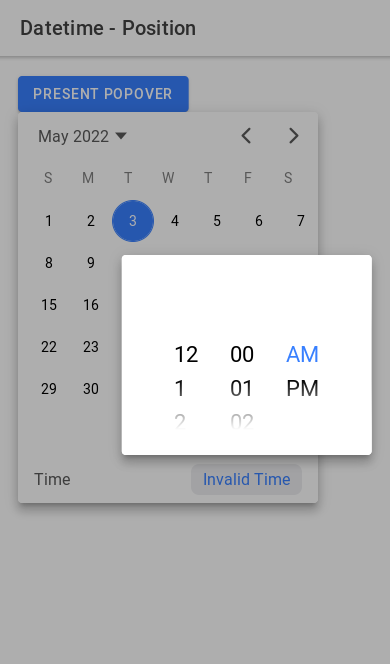 Datetime - Position
PRESENT POPOVER
May 2022
S M T W T F S
1 2 3 4 5 6 7
8 9
15 16
22 23
29 30
12 00 AM
1 01 PM
2 02
Time Invalid Time